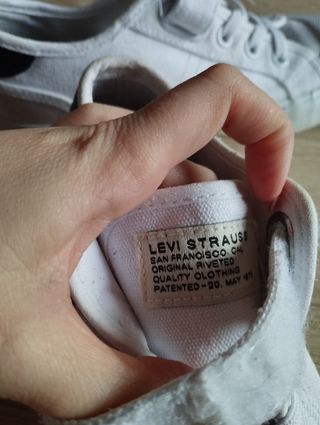 LEVI STRAUSS
SAN FRANCISCO CAL
ORIGINAL RIVETED
QUALITY CLOTHING
PATENTED-20. MAY 1873